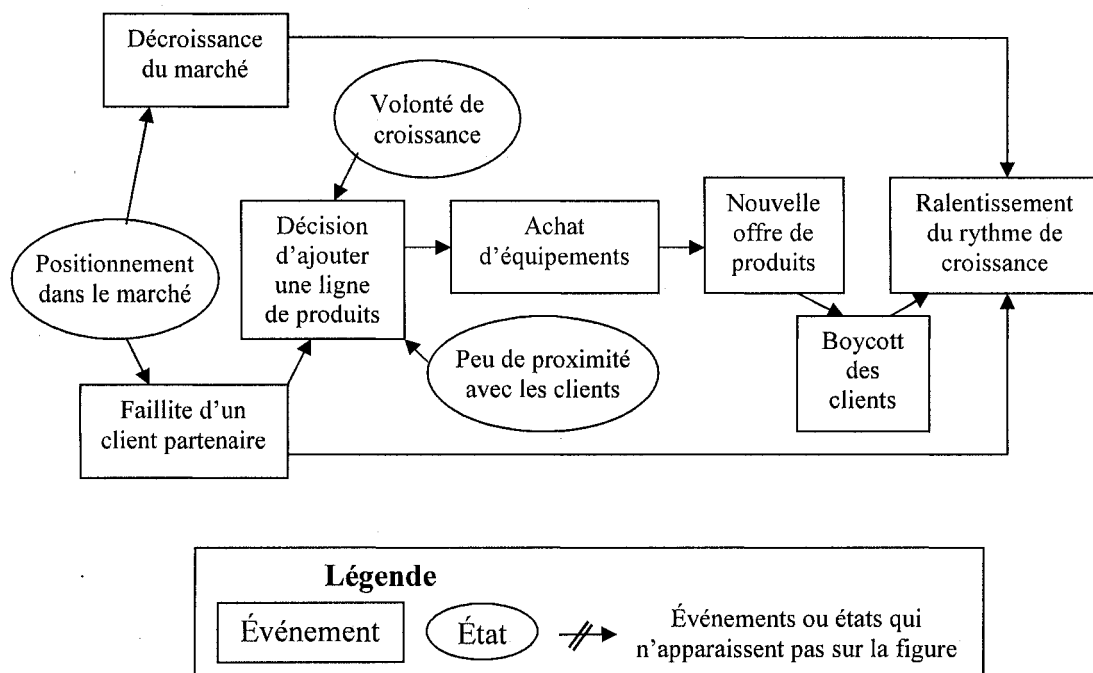 Décroissance
du marché
Volonté de
croissance
Positionnement
dans le marché
Décision
d'ajouter
une ligne
de produits
Achat
d'équipements
Nouvelle
offre de
produits
Ralentissement
du rythme de
croissance
Peu de proximité
avec les clients
Boycott
des
clients
Faillite d'un
client partenaire
Légende
Événement
État
Événements ou états qui
n'apparaissent pas sur la figure